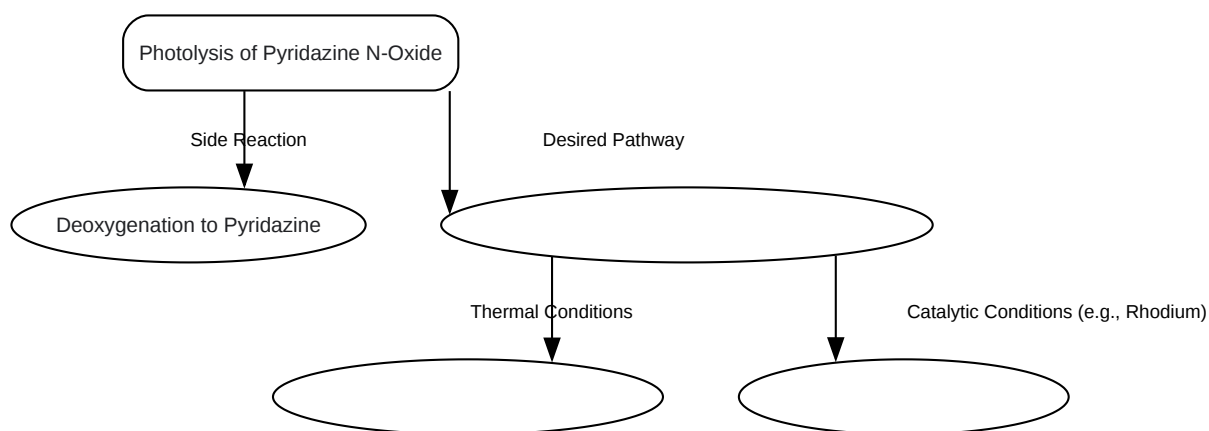 Photolysis of Pyridazine N-Oxide
Side Reaction
Desired Pathway
Deoxygenation to Pyridazine
Thermal Conditions
Catalytic Conditions (e.g., Rhodium)